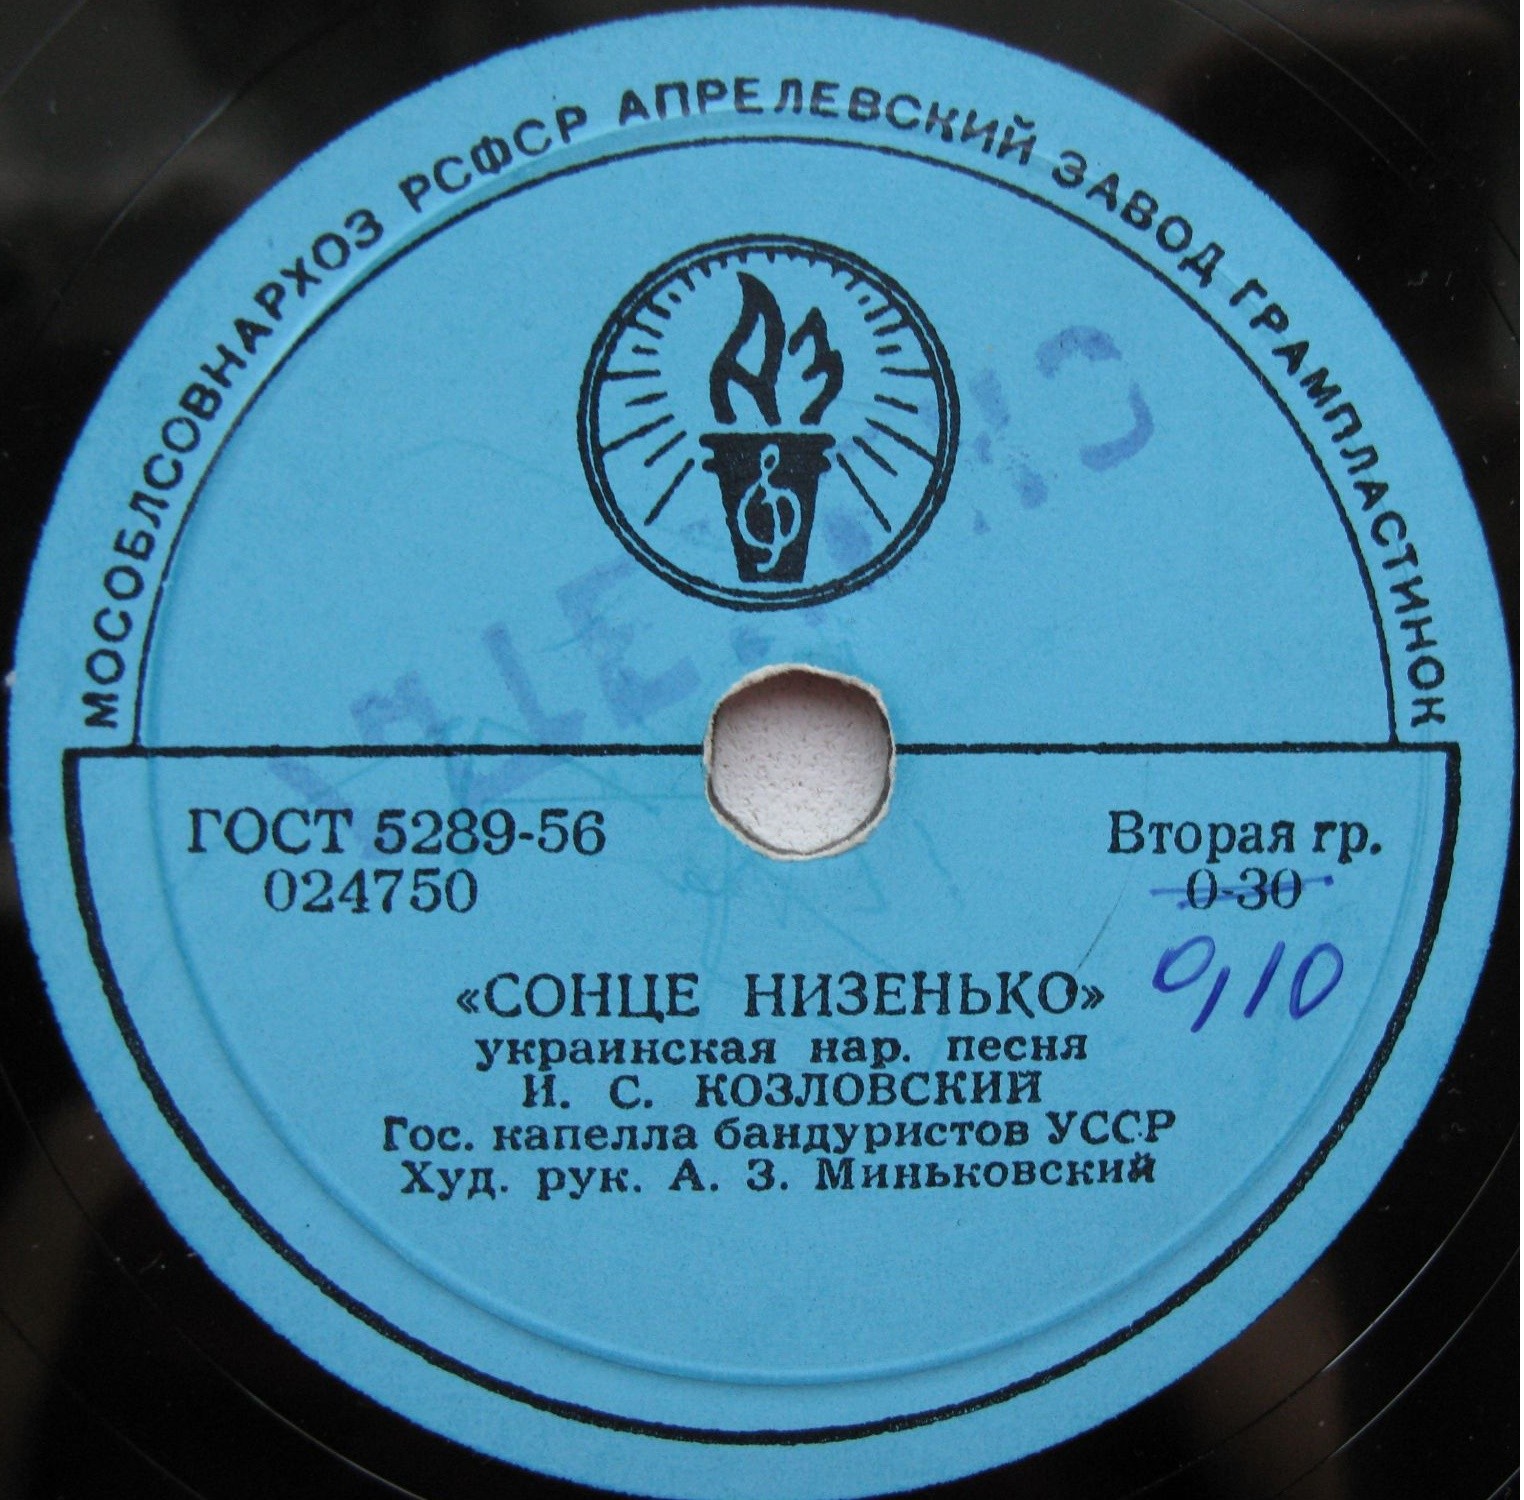 МОСОБЛСОВНАРХОЗ РСФСР АПРЕЛЕВСКИЙ ЗАВОД ГРАМПЛАСТИНОК
АЗ
ГОСТ 5289-56
024750
Вторая гр.
0-30
0,10
«СОНЦЕ НИЗЕНЬКО»
украинская нар. песня
И. С. КОЗЛОВСКИЙ
Гос. капелла бандуристов УССР
Худ. рук. А. З. Миньковский